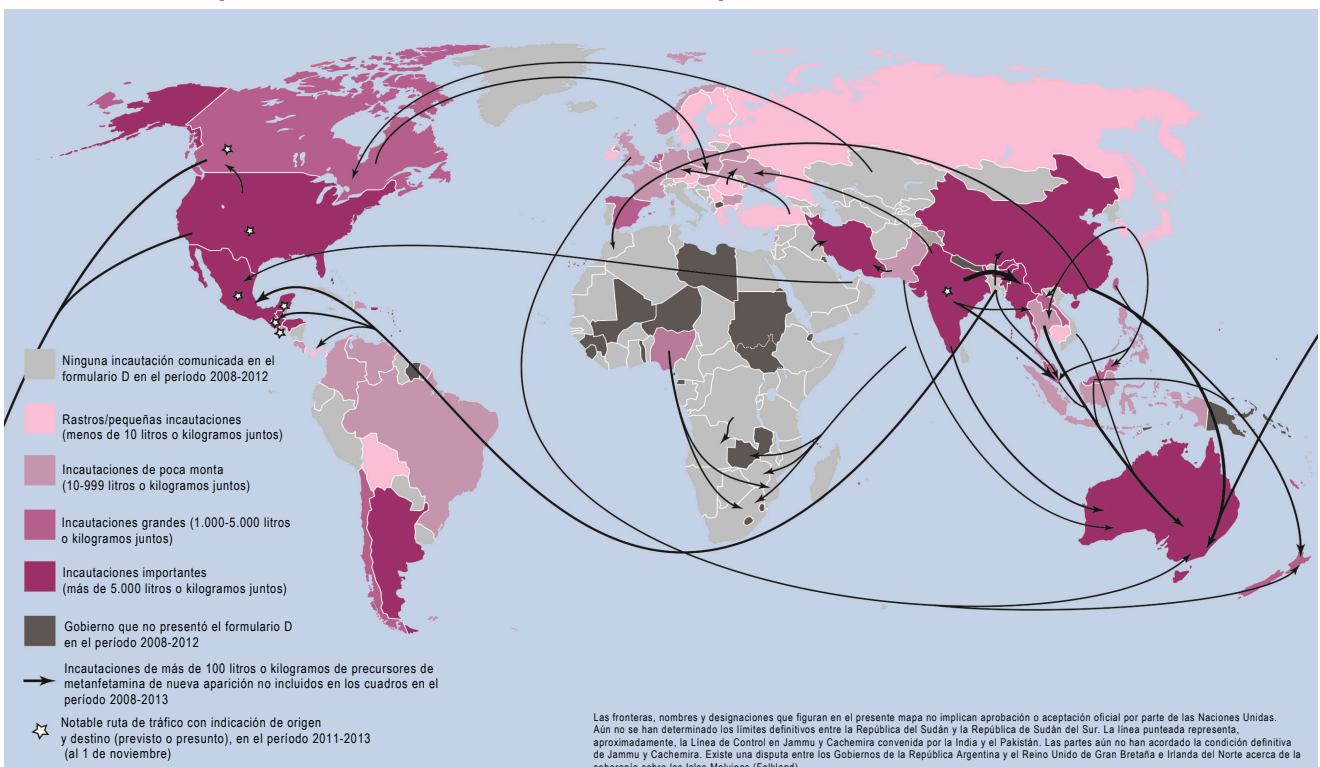 Ninguna incautación comunicada en el
formulario D en el período 2008-2012
Rastros/pequeñas incautaciones
(menos de 10 litros o kilogramos juntos)
Incautaciones de poca monta
(10-999 litros o kilogramos juntos)
Incautaciones grandes (1.000-5.000 litros
o kilogramos juntos)
Incautaciones importantes
(más de 5.000 litros o kilogramos juntos)
Gobierno que no presentó el formulario D
en el período 2008-2012
Incautaciones de más de 100 litros o kilogramos de precursores de
metanfetamina de nueva aparición no incluidos en los cuadros en el
período 2008-2013
Notable ruta de tráfico con indicación de origen
y destino (previsto o presunto), en el período 2011-2013
(al 1 de noviembre)
Las fronteras, nombres y designaciones que figuran en el presente mapa no implican aprobación o aceptación oficial por parte de las Naciones Unidas.
Aún no se han determinado los límites definitivos entre la República del Sudán y la República de Sudán del Sur. La línea punteada representa,
aproximadamente, la Línea de Control en Jammu y Cachemira convenida por la India y el Pakistán. Las partes aún no han acordado la condición definitiva
de Jammu y Cachemira. Existe una disputa entre los Gobiernos de la República Argentina y el Reino Unido de Gran Bretaña e Irlanda del Norte acerca de la
soberanía sobre las Islas Malvinas (Falkland)